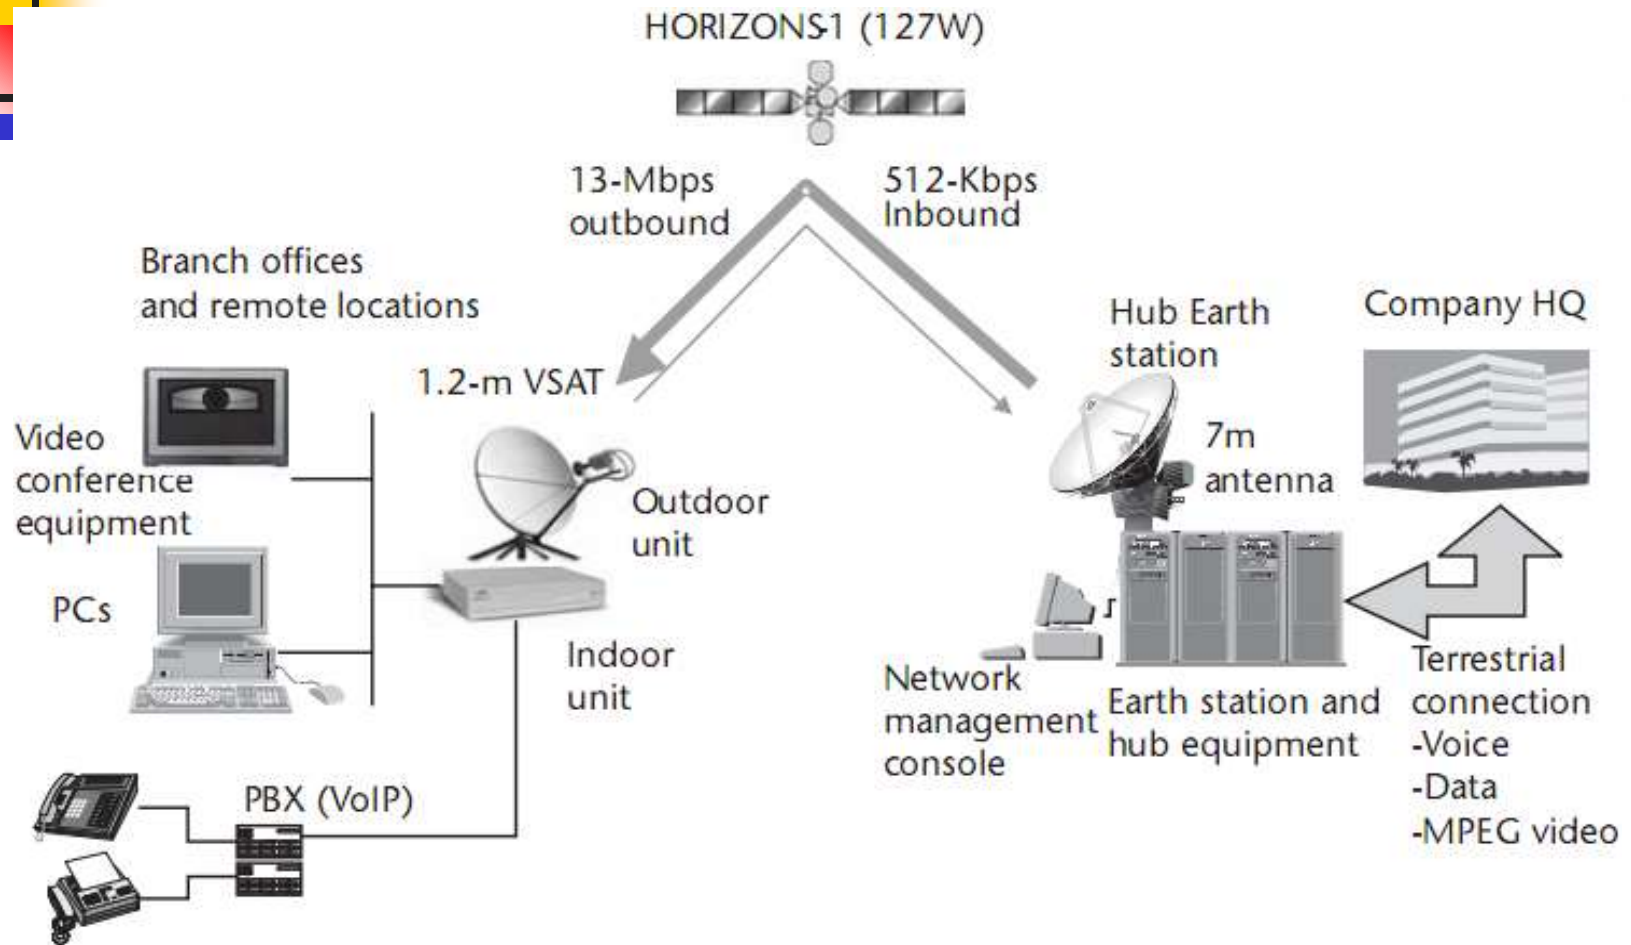 HORIZONS-1 (127W)
13-Mbps
outbound
512-Kbps
Inbound
Branch offices
and remote locations
Hub Earth
station
Company HQ
1.2-m VSAT
Video
conference
equipment
7m
antenna
Outdoor
unit
PCs
Indoor
unit
Network
management
console
Earth station and
hub equipment
Terrestrial
connection
-Voice
-Data
-MPEG video
PBX (VoIP)